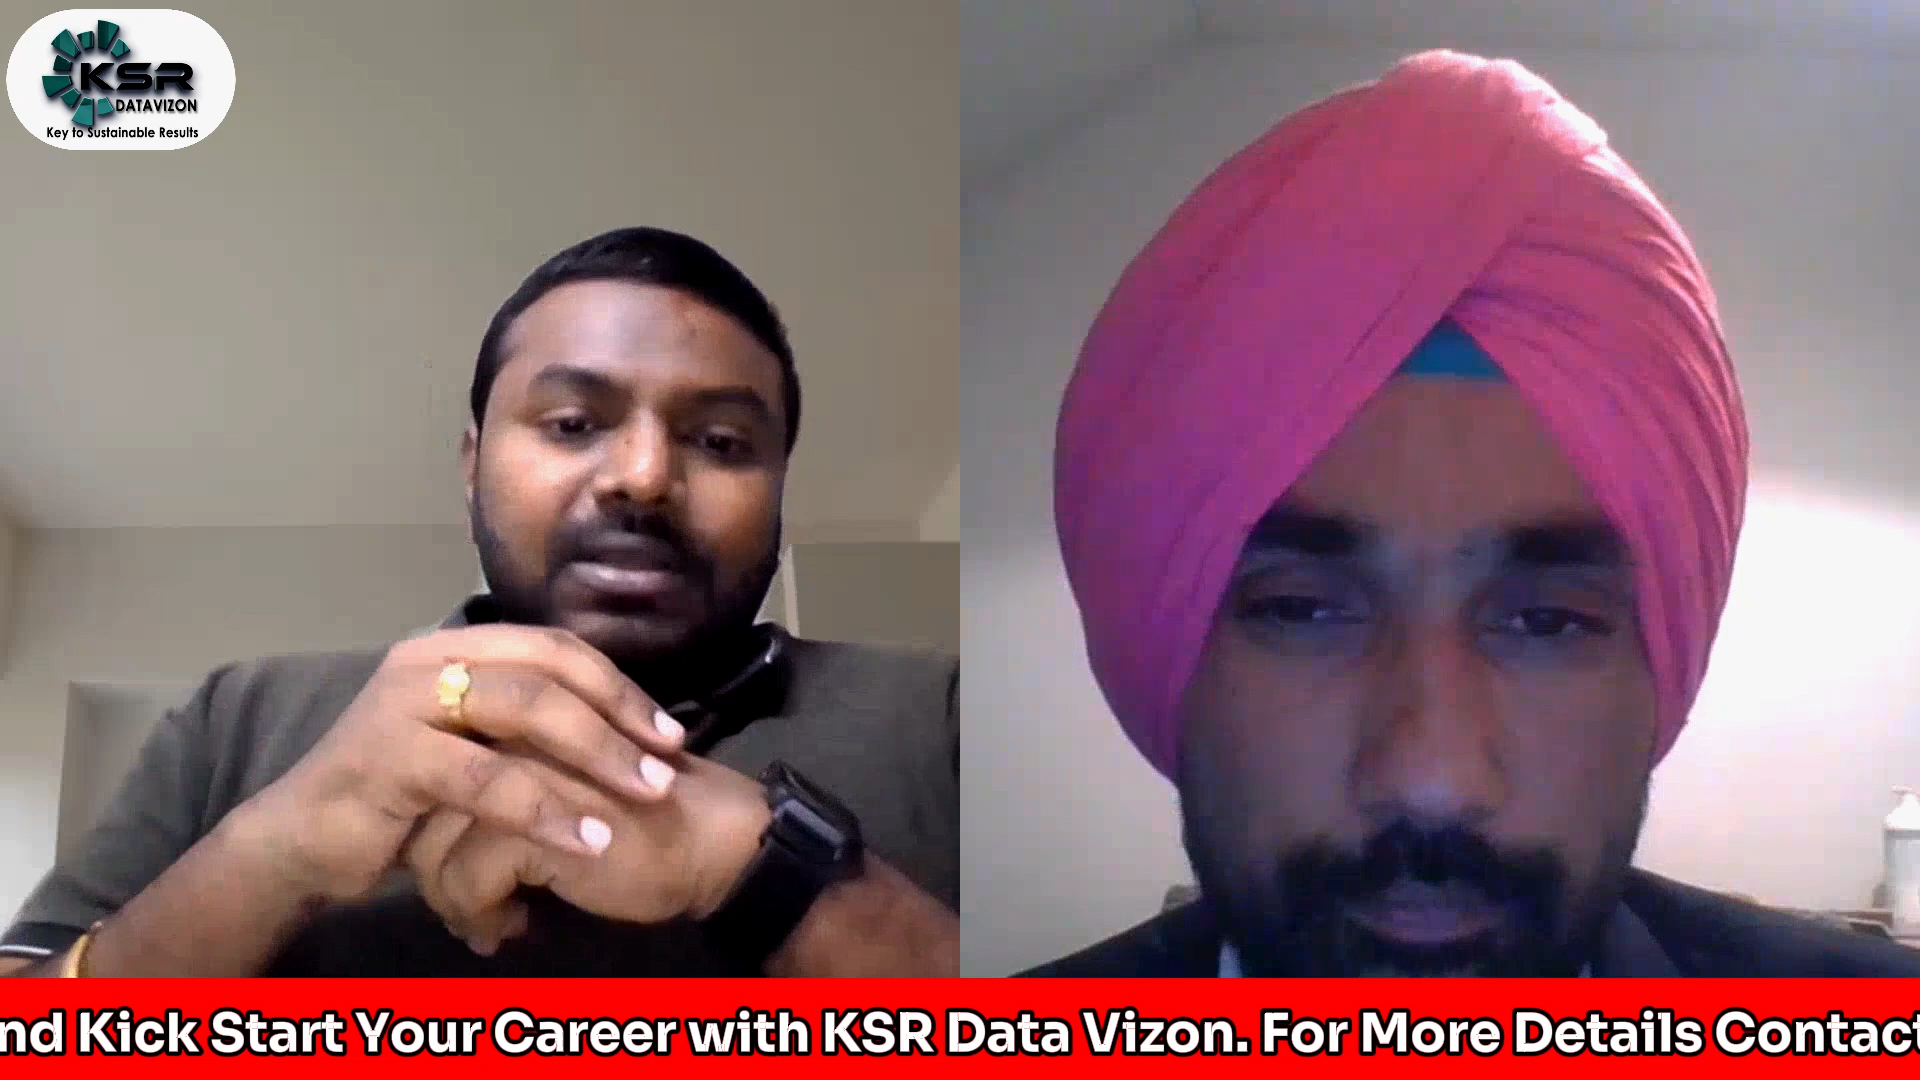 KSR
DATAVIZON
Key to Sustainable Results
nd Kick Start Your Career with KSR Data Vizon. For More Details Contact